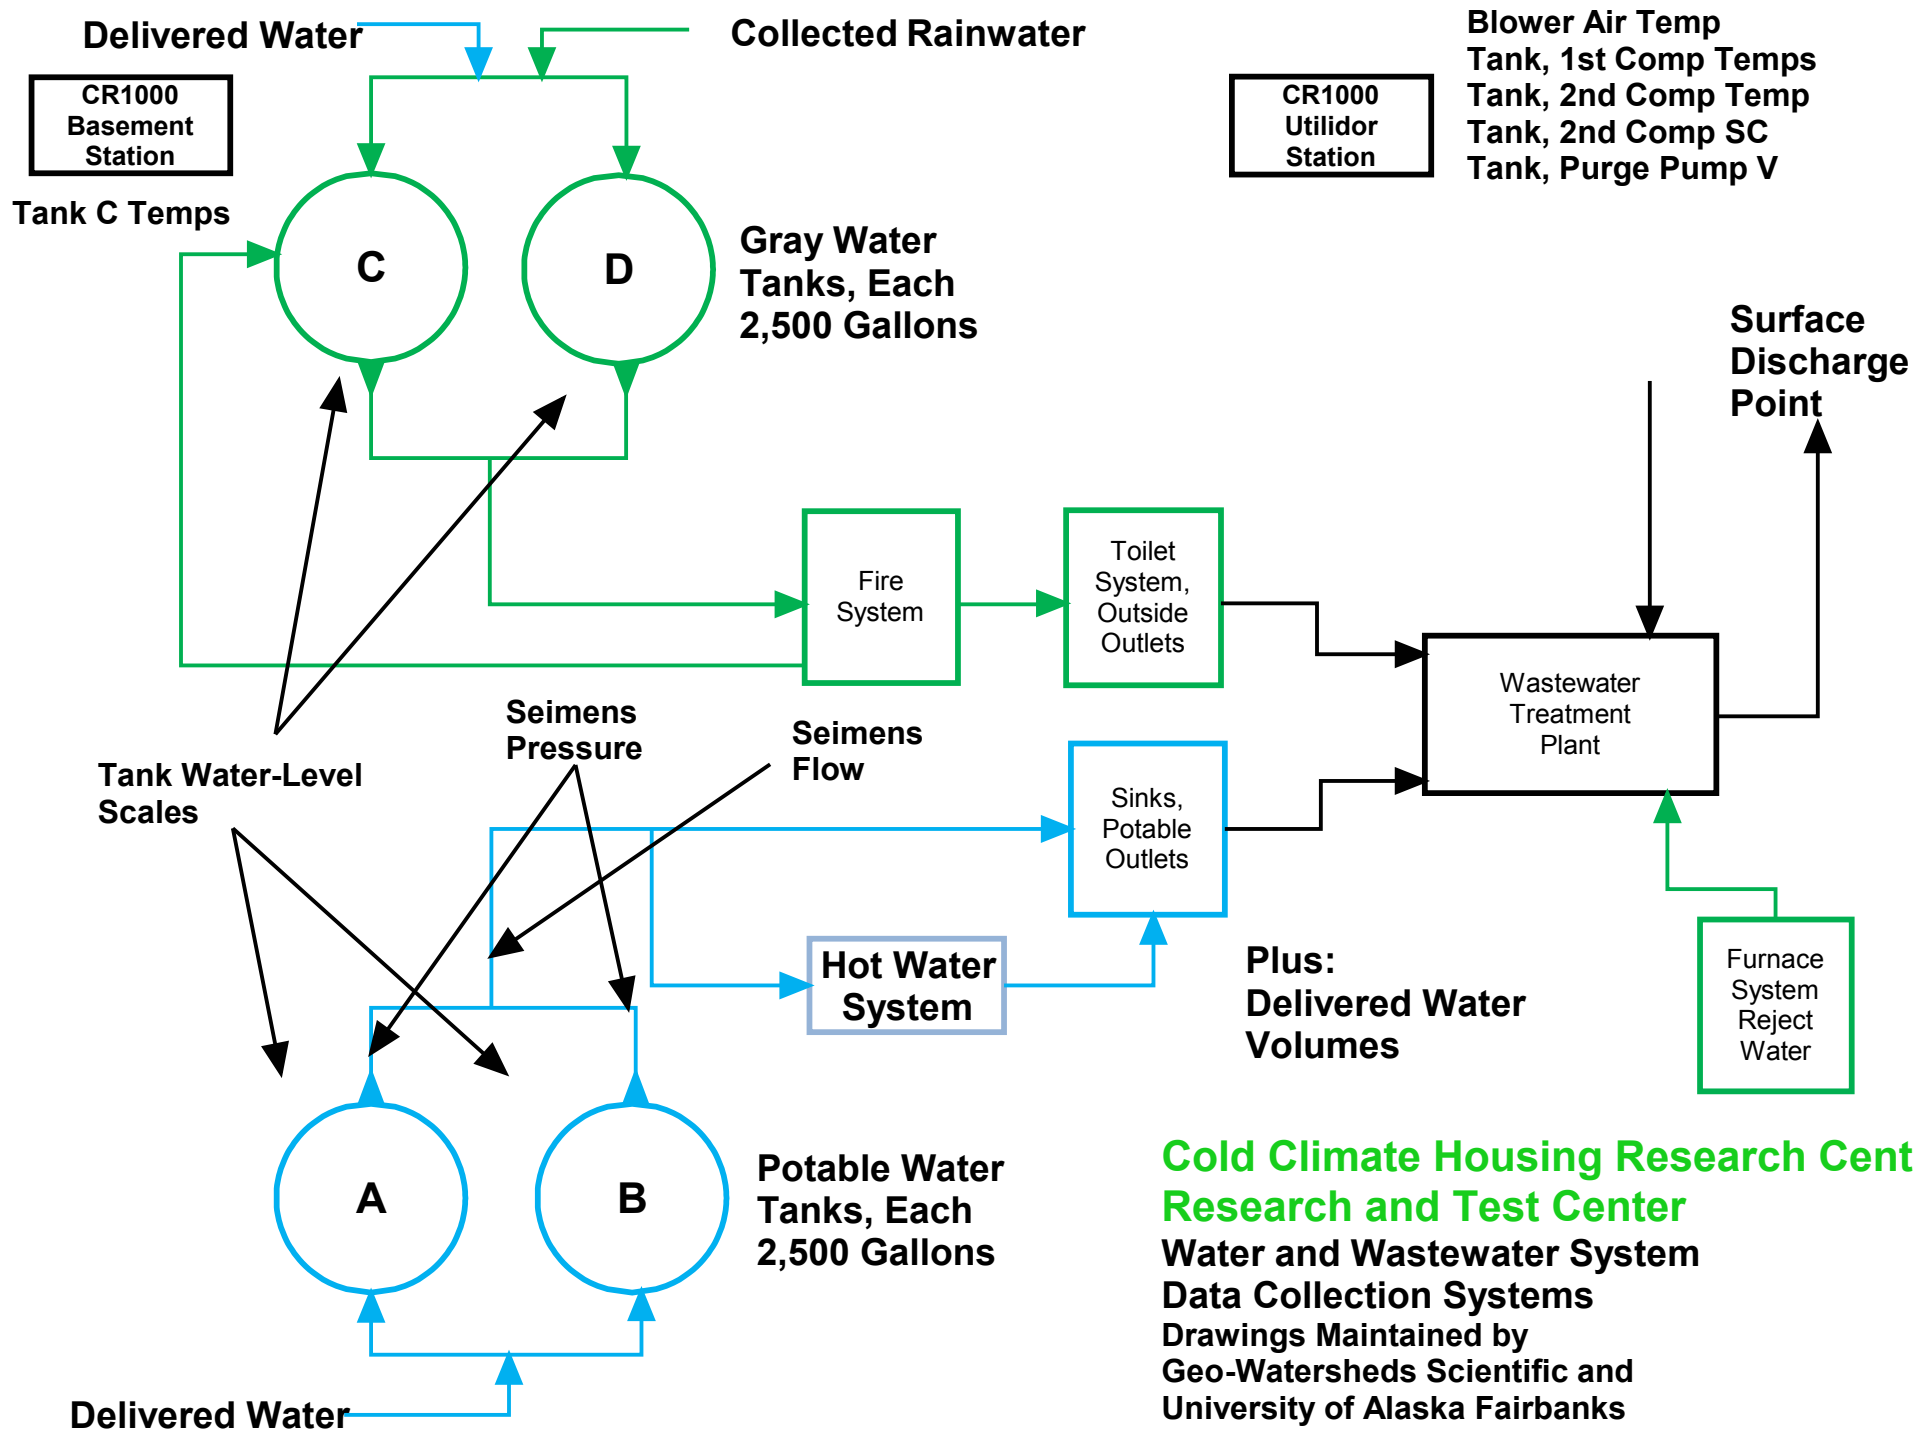 Delivered Water
Collected Rainwater
Blower Air Temp
Tank, 1st Comp Temps
Tank, 2nd Comp Temp
Tank, 2nd Comp SC
Tank, Purge Pump V
CR1000
Basement
Station
CR1000
Utilidor
Station
Tank C Temps
C
D
Gray Water
Tanks, Each
2,500 Gallons
Surface
Discharge
Point
Fire
System
Toilet
System,
Outside
Outlets
Wastewater
Treatment
Plant
Seimens
Pressure
Seimens
Flow
Tank Water-Level
Scales
Sinks,
Potable
Outlets
Hot Water
System
Plus:
Delivered Water
Volumes
Furnace
System
Reject
Water
A
B
Potable Water
Tanks, Each
2,500 Gallons
Cold Climate Housing Research Cent
Research and Test Center
Water and Wastewater System
Data Collection Systems
Drawings Maintained by
Geo-Watersheds Scientific and
University of Alaska Fairbanks
Delivered Water